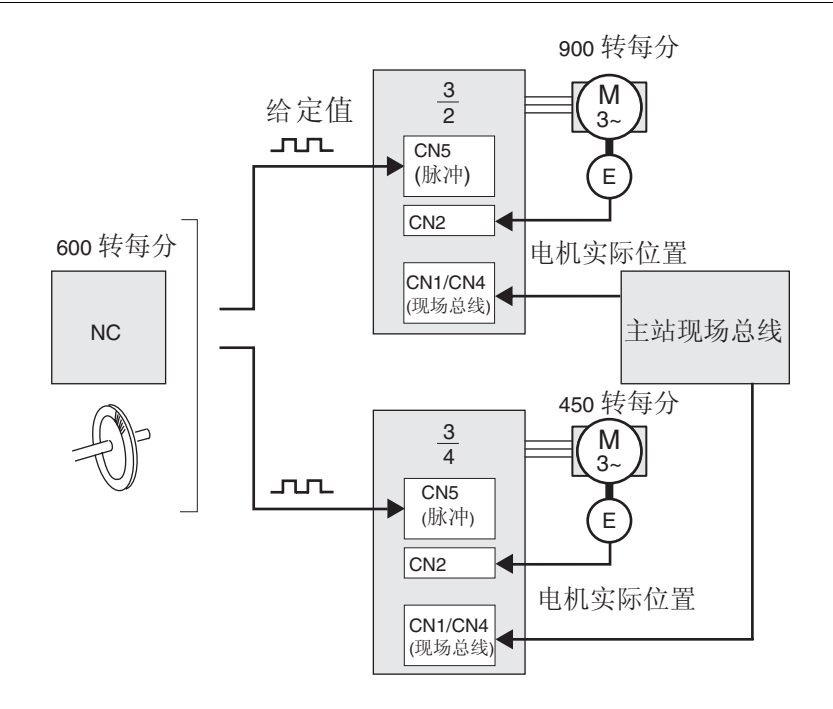 900 转每分
3
2
M
3~
给定值
CN5
(脉冲)
E
CN2
600 转每分
电机实际位置
CN1/CN4
(现场总线)
NC
主站现场总线
450 转每分
3
4
M
3~
CN5
(脉冲)
E
CN2
电机实际位置
CN1/CN4
(现场总线)